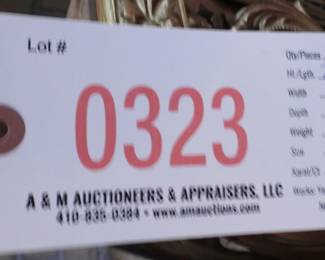 Lot #
Qty/Pieces
Ht./Lgth.
Width
0323
Depth
Weight
Size
Karat/Ct.
A & M AUCTIONEERS & APPRAISERS, LLC
410-835-0384 • www.amauctions.com